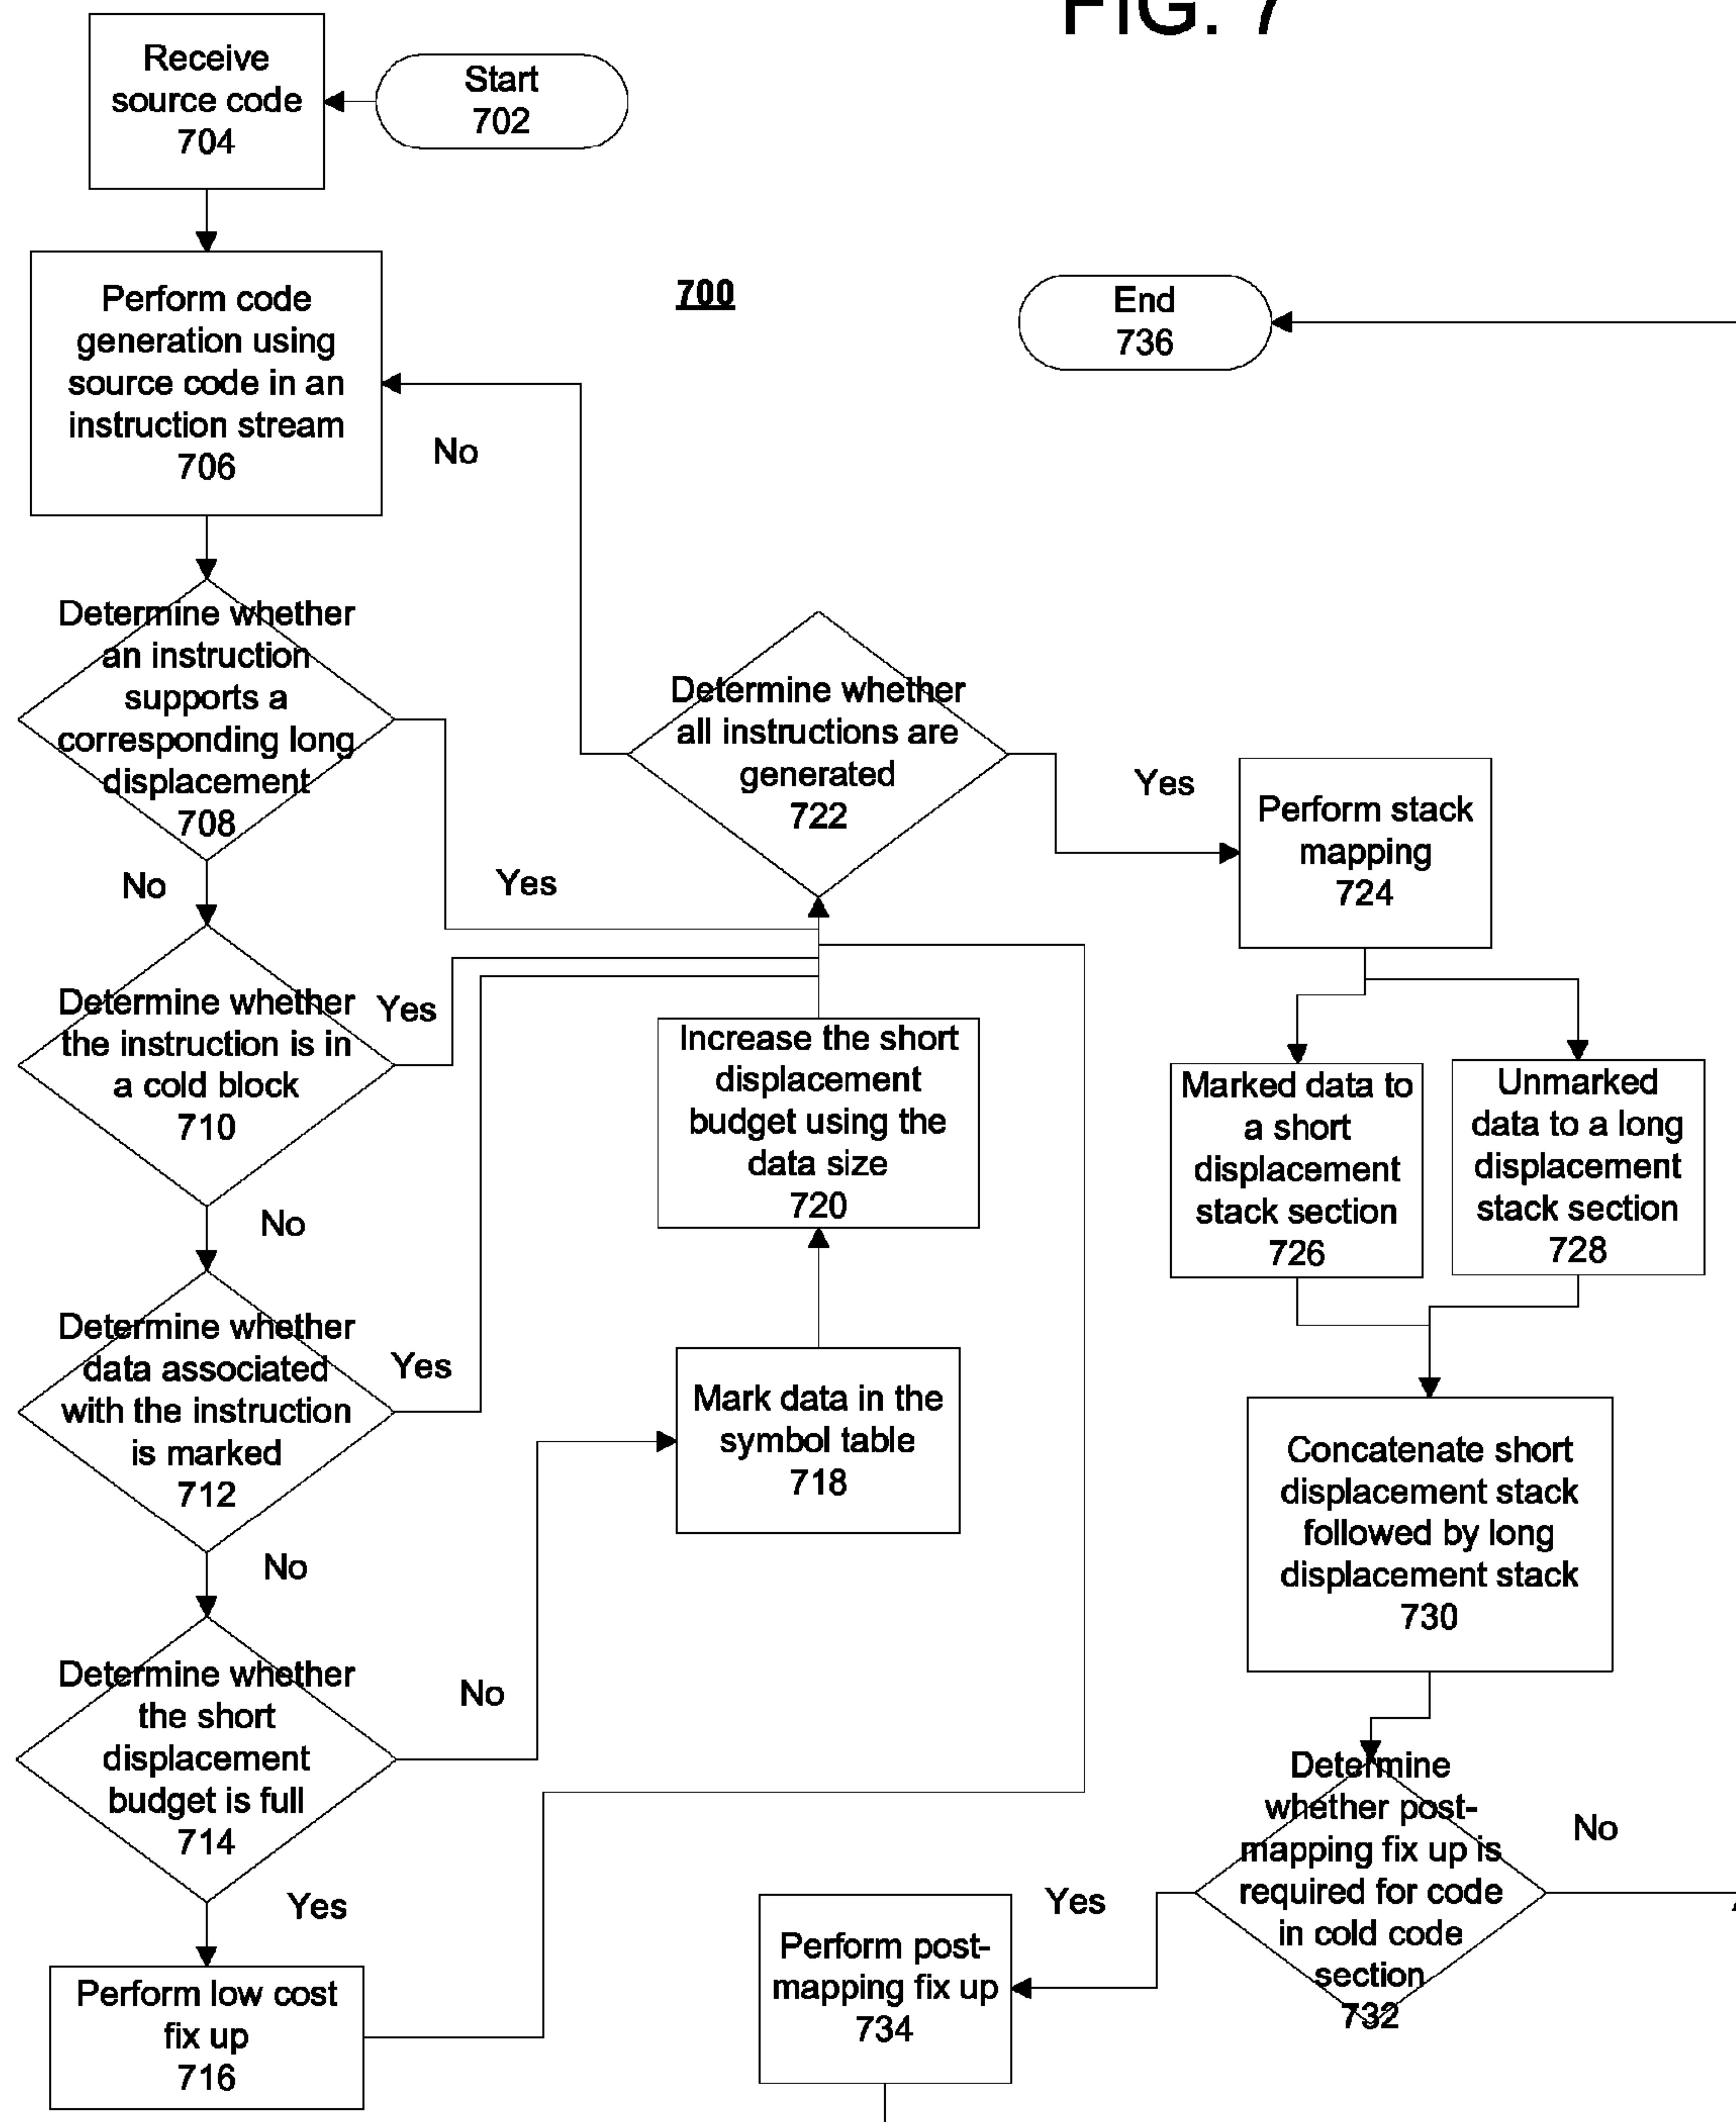 FIG. 7
Receive
source code
704
Start
702
Perform code
generation using
source code in an
instruction stream
706
700
End
736
No
Determine whether
an instruction
supports a
corresponding long
displacement
708
Determine whether
all instructions are
generated
722
Yes
Perform stack
mapping
724
No
Yes
Determine whether
the instruction is in
a cold block
710
Yes
Increase the short
displacement
budget using the
data size
720
Marked data to
a short
displacement
stack section
726
Unmarked
data to a long
displacement
stack section
728
No
Determine whether
data associated
with the instruction
is marked
712
Yes
Mark data in the
symbol table
718
Concatenate short
displacement stack
followed by long
displacement stack
730
No
Determine whether
the short
displacement
budget is full
714
No
Determine
whether post-
mapping fix up is
required for code
in cold code
section
732
No
Yes
Yes
Perform post-
mapping fix up
734
Perform low cost
fix up
716